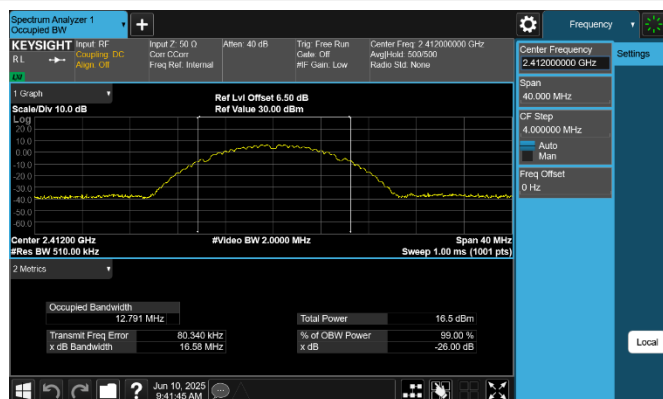 Spectrum Analyzer 1
Occupied BW
+
Frequency
KEYSIGHT
R L
LXI
Input: RF
Coupling: DC
Align: Off
Input Z: 50 Ω
Corr CCorr
Freq Ref: Internal
Atten: 40 dB
Trig: Free Run
Gate: Off
#IF Gain: Low
Center Freq: 2.412000000 GHz
Avg|Hold: 500/500
Radio Std: None
Center Frequency
2.412000000 GHz
Settings
Span
40.000 MHz
CF Step
4.000000 MHz
Auto
Man
Freq Offset
0 Hz
1 Graph
Scale/Div 10.0 dB
Ref Lvl Offset 6.50 dB
Ref Value 30.00 dBm
Log
20.0
10.0
0.00
-10.0
-20.0
-30.0
-40.0
-50.0
-60.0
Center 2.41200 GHz
#Video BW 2.0000 MHz
Span 40 MHz
#Res BW 510.00 kHz
Sweep 1.00 ms (1001 pts)
2 Metrics
Occupied Bandwidth
12.791 MHz
Total Power 16.5 dBm
Transmit Freq Error 80.340 kHz
% of OBW Power 99.00 %
x dB Bandwidth 16.58 MHz
x dB -26.00 dB
Local
?
Jun 10, 2025
9:41:45 AM